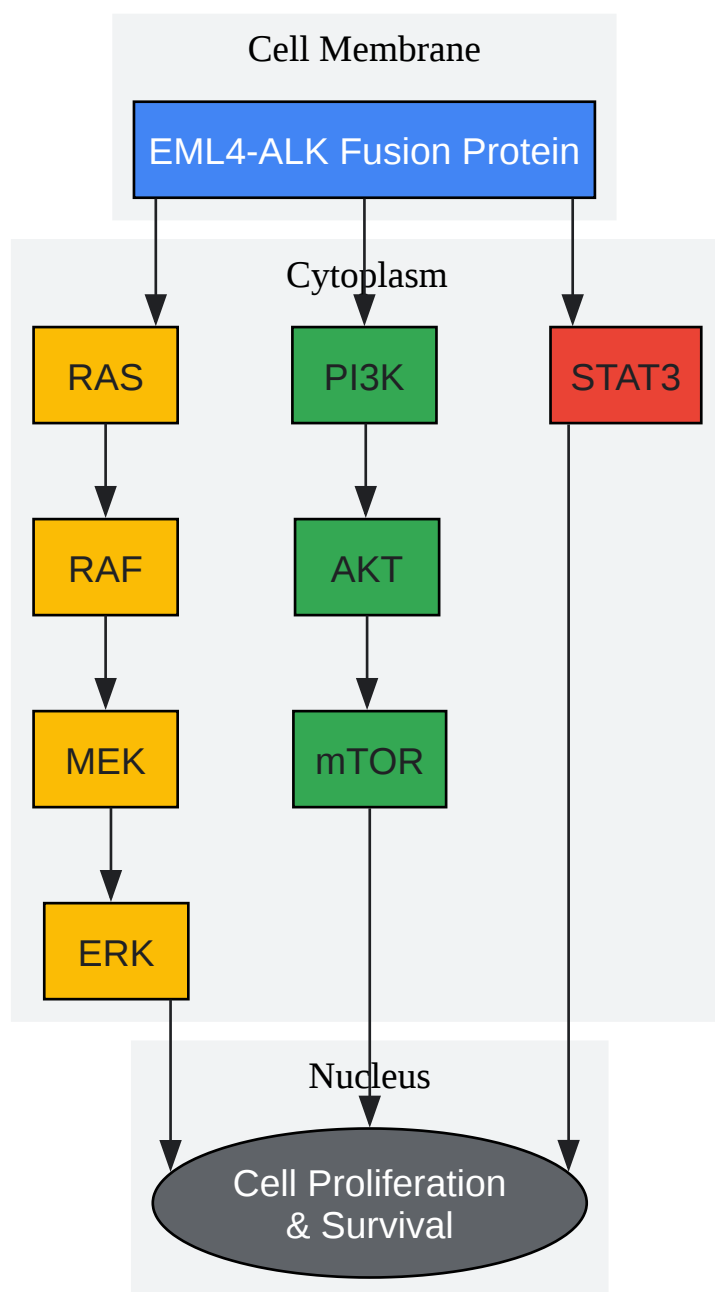 Cell Membrane
EML4-ALK Fusion Protein
Cytoplasm
RAS
PI3K
STAT3
RAF
AKT
MEK
mTOR
ERK
Nucleus
Cell Proliferation
& Survival